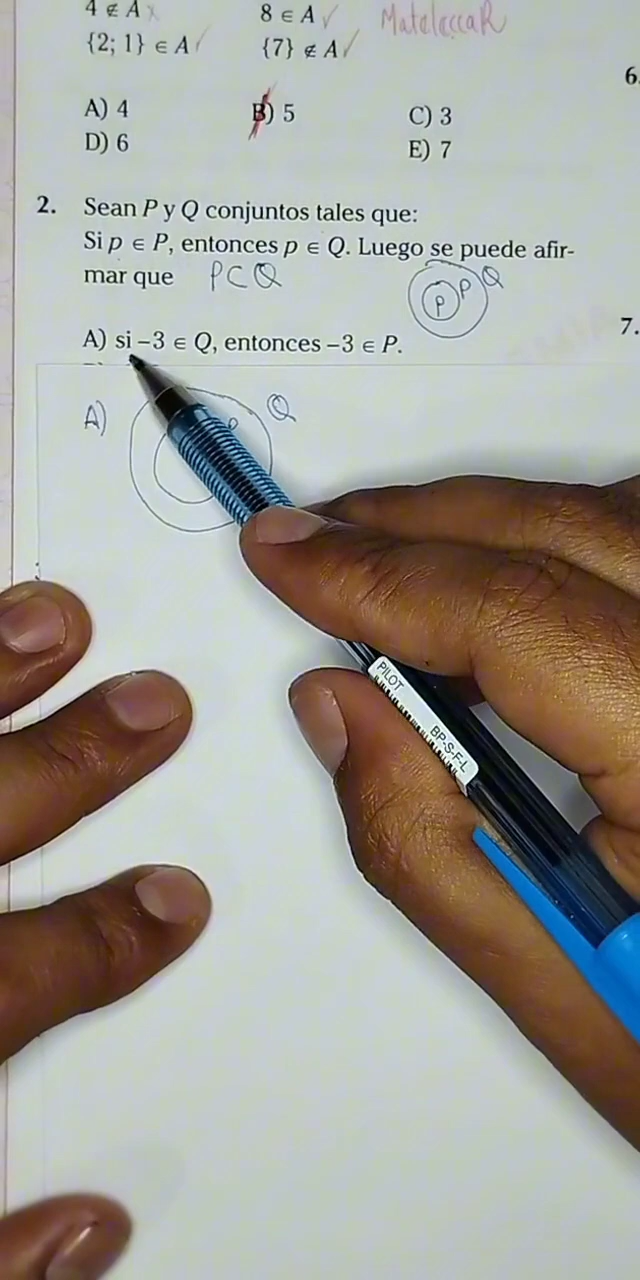 4 ∉ A x 8 ∈ A ✓ MateleccaR
{2; 1} ∈ A ✓ {7} ∉ A ✓
6.
A) 4 B) 5 C) 3
D) 6 E) 7
2. Sean P y Q conjuntos tales que:
Si p ∈ P, entonces p ∈ Q. Luego se puede afir-
mar que P ⊂ Q
P P Q
7.
A) si −3 ∈ Q, entonces −3 ∈ P.
A) P Q
PILOT
BP-S-F-L